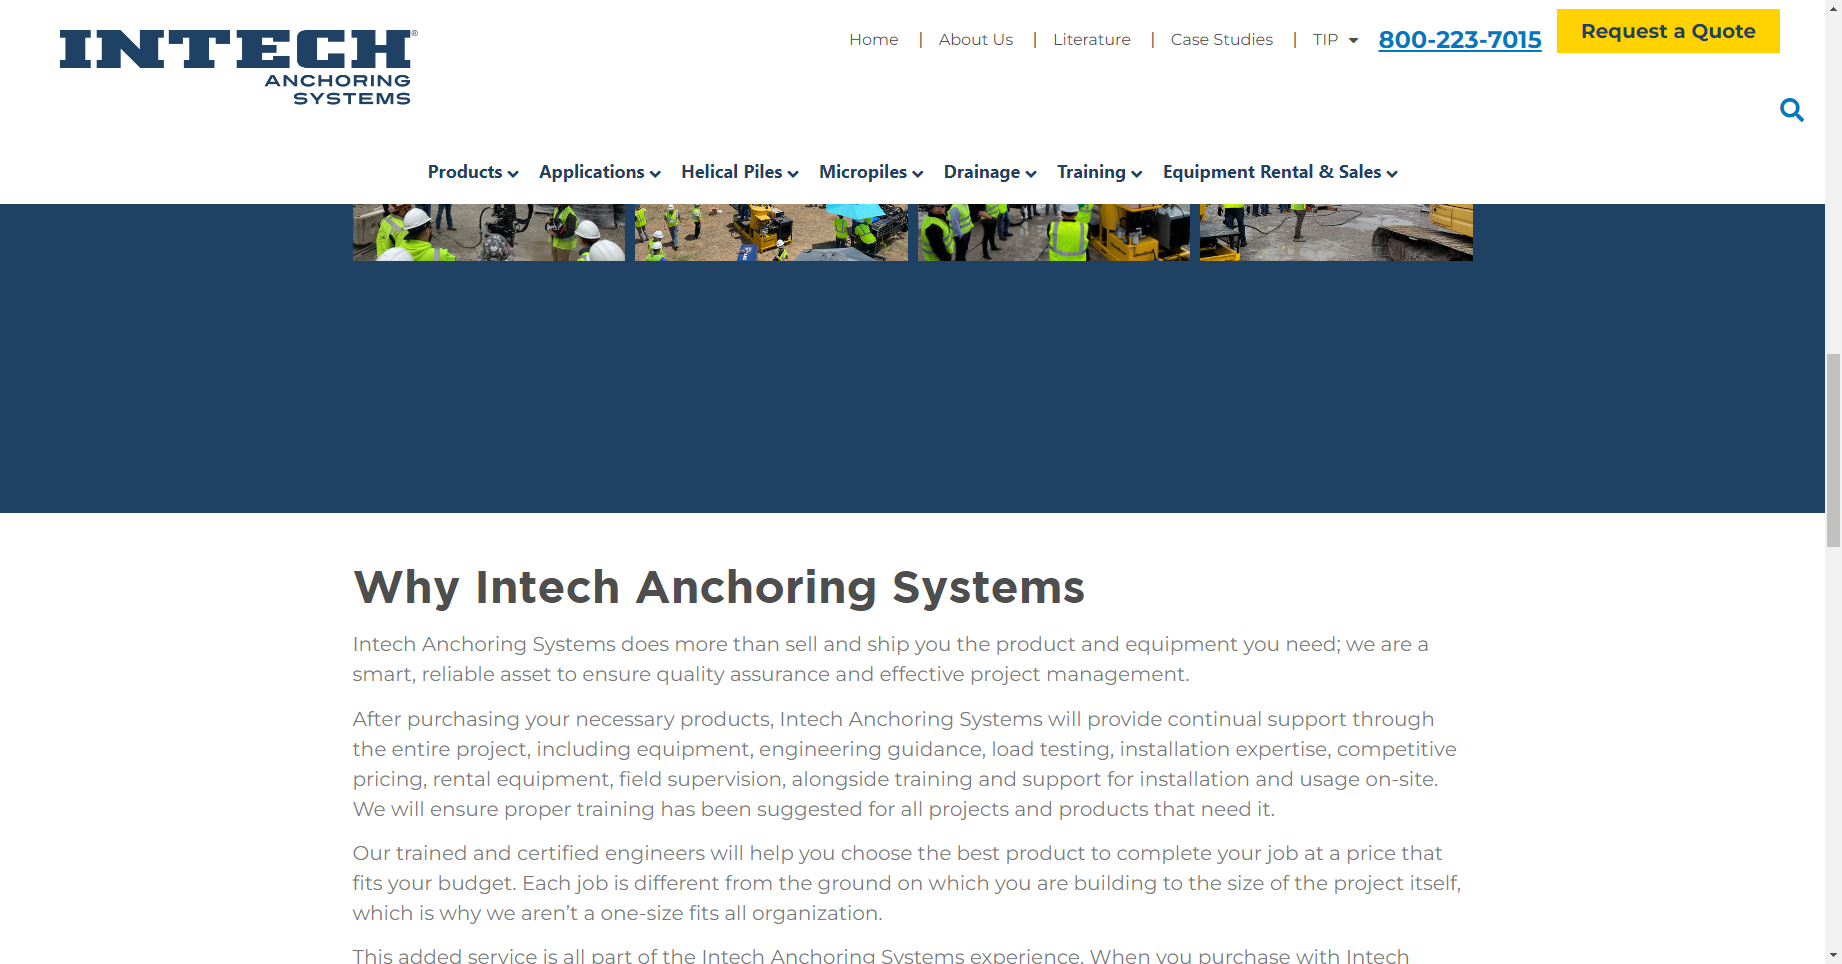 INTECH®
ANCHORING
SYSTEMS
Home | About Us | Literature | Case Studies | TIP 800-223-7015 Request a Quote
Products Applications Helical Piles Micropiles Drainage Training Equipment Rental & Sales
Why Intech Anchoring Systems
Intech Anchoring Systems does more than sell and ship you the product and equipment you need; we are a
smart, reliable asset to ensure quality assurance and effective project management.
After purchasing your necessary products, Intech Anchoring Systems will provide continual support through
the entire project, including equipment, engineering guidance, load testing, installation expertise, competitive
pricing, rental equipment, field supervision, alongside training and support for installation and usage on-site.
We will ensure proper training has been suggested for all projects and products that need it.
Our trained and certified engineers will help you choose the best product to complete your job at a price that
fits your budget. Each job is different from the ground on which you are building to the size of the project itself,
which is why we aren’t a one-size fits all organization.
This added service is all part of the Intech Anchoring Systems experience. When you purchase with Intech